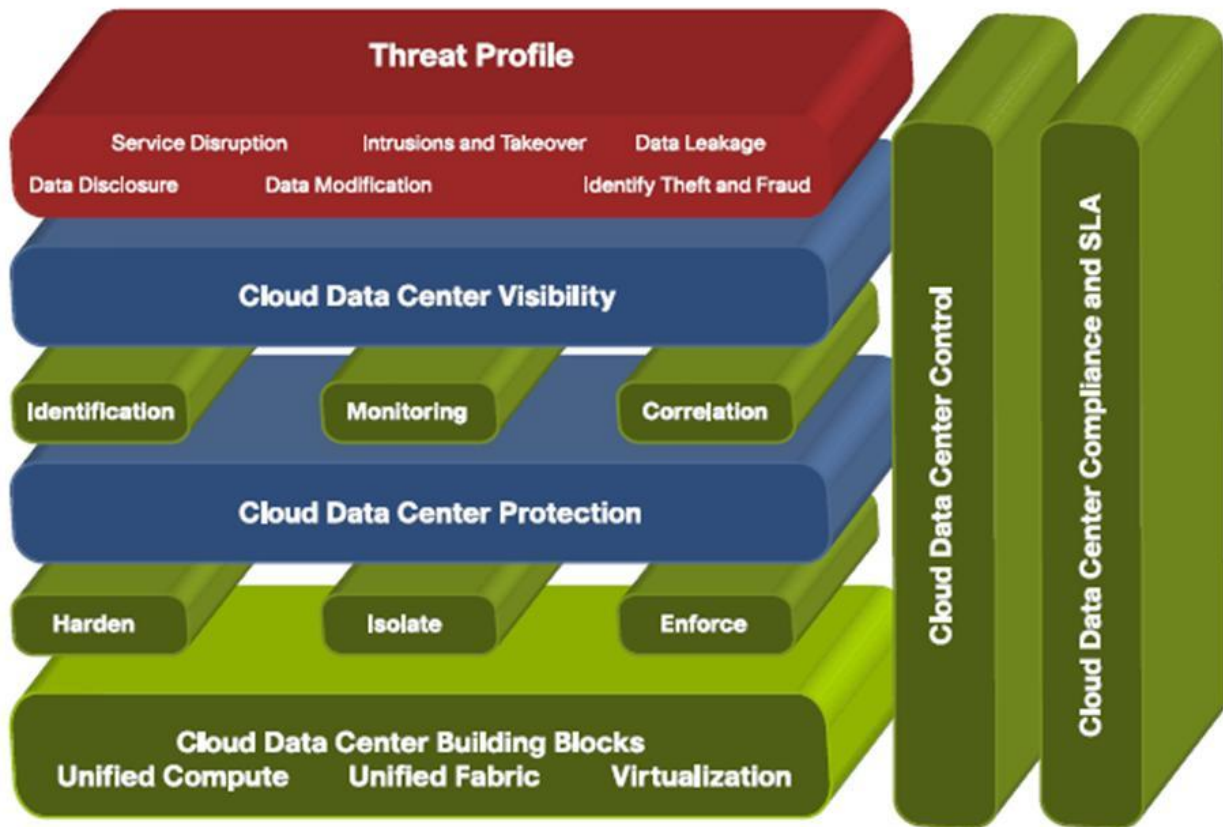 Threat Profile
Service Disruption Intrusions and Takeover Data Leakage
Data Disclosure Data Modification Identify Theft and Fraud
Cloud Data Center Visibility
Identification Monitoring Correlation
Cloud Data Center Protection
Harden Isolate Enforce
Cloud Data Center Building Blocks
Unified Compute Unified Fabric Virtualization
Cloud Data Center Control
Cloud Data Center Compliance and SLA